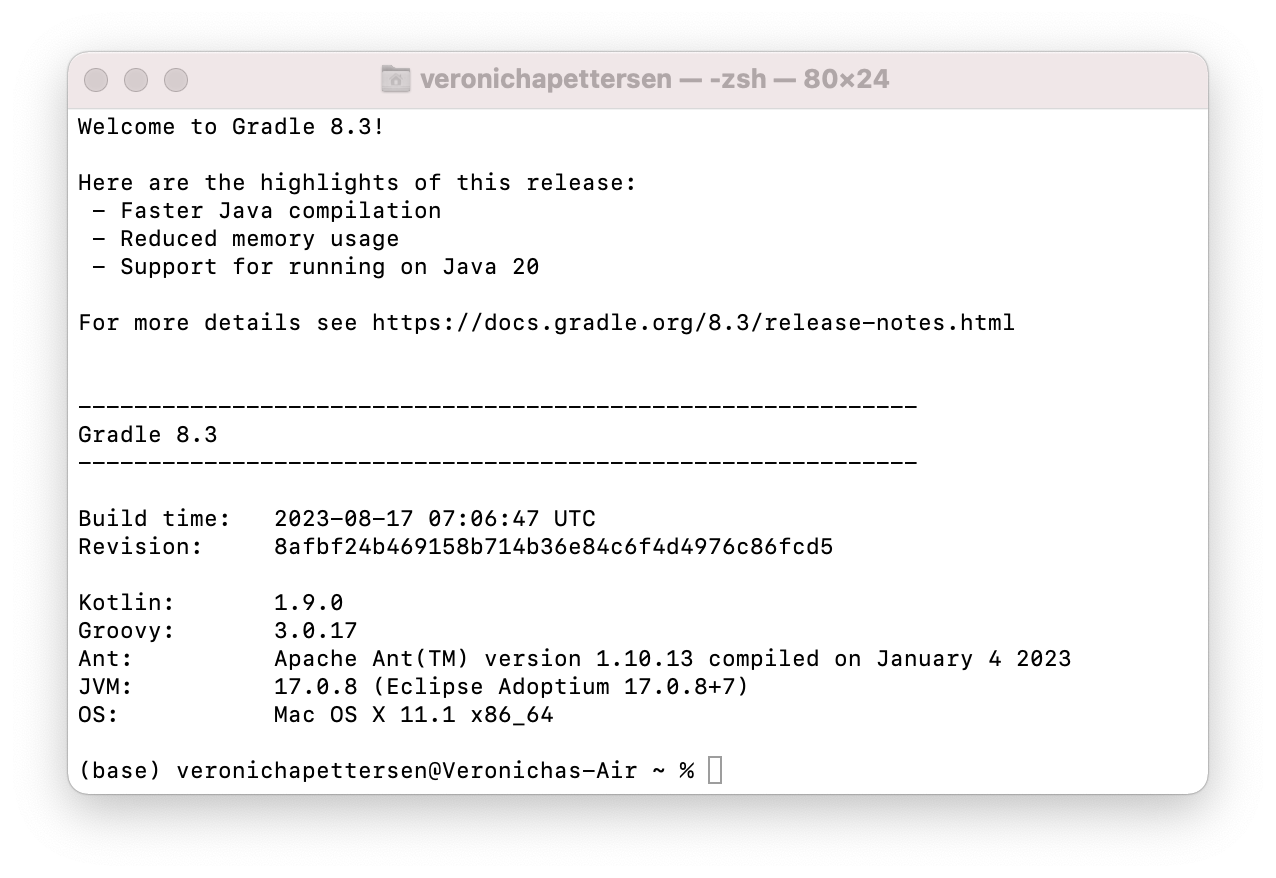 veronichapettersen — -zsh — 80×24
Welcome to Gradle 8.3!
Here are the highlights of this release:
- Faster Java compilation
- Reduced memory usage
- Support for running on Java 20
For more details see https://docs.gradle.org/8.3/release-notes.html
------------------------------------------------------------
Gradle 8.3
------------------------------------------------------------
Build time:   2023-08-17 07:06:47 UTC
Revision:     8afbf24b469158b714b36e84c6f4d4976c86fcd5
Kotlin:       1.9.0
Groovy:       3.0.17
Ant:          Apache Ant(TM) version 1.10.13 compiled on January 4 2023
JVM:          17.0.8 (Eclipse Adoptium 17.0.8+7)
OS:           Mac OS X 11.1 x86_64
(base) veronichapettersen@Veronichas-Air ~ %